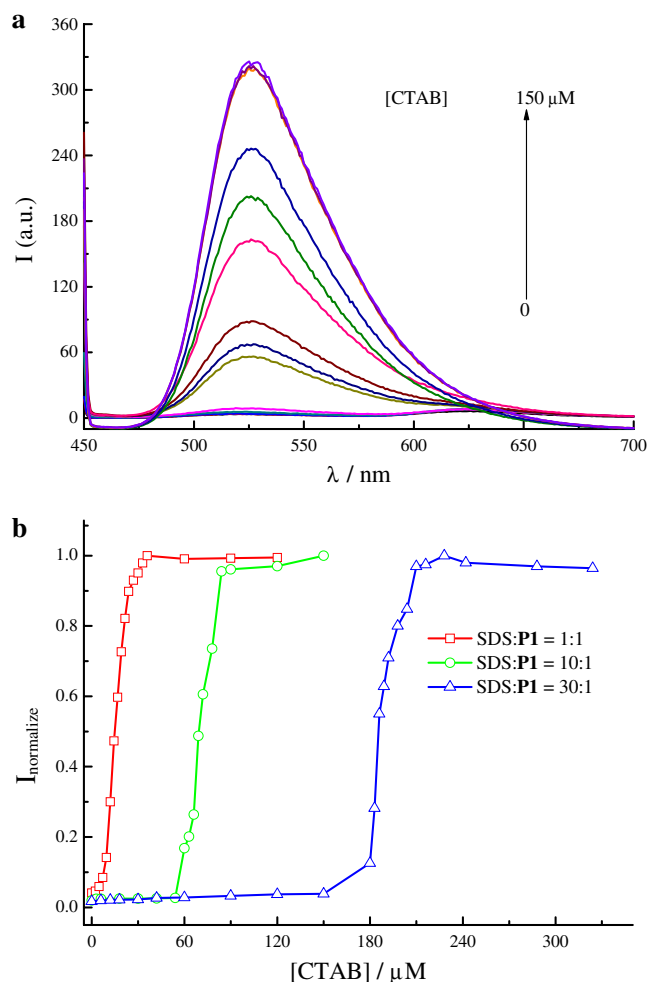 a
360
300
240
180
120
60
0
I (a.u.)
[CTAB]
150 µM
0
450
500
550
600
650
700
λ / nm
b
1.0
0.8
0.6
0.4
0.2
0.0
I normalize
SDS:P1 = 1:1
SDS:P1 = 10:1
SDS:P1 = 30:1
0
60
120
180
240
300
[CTAB] / µM